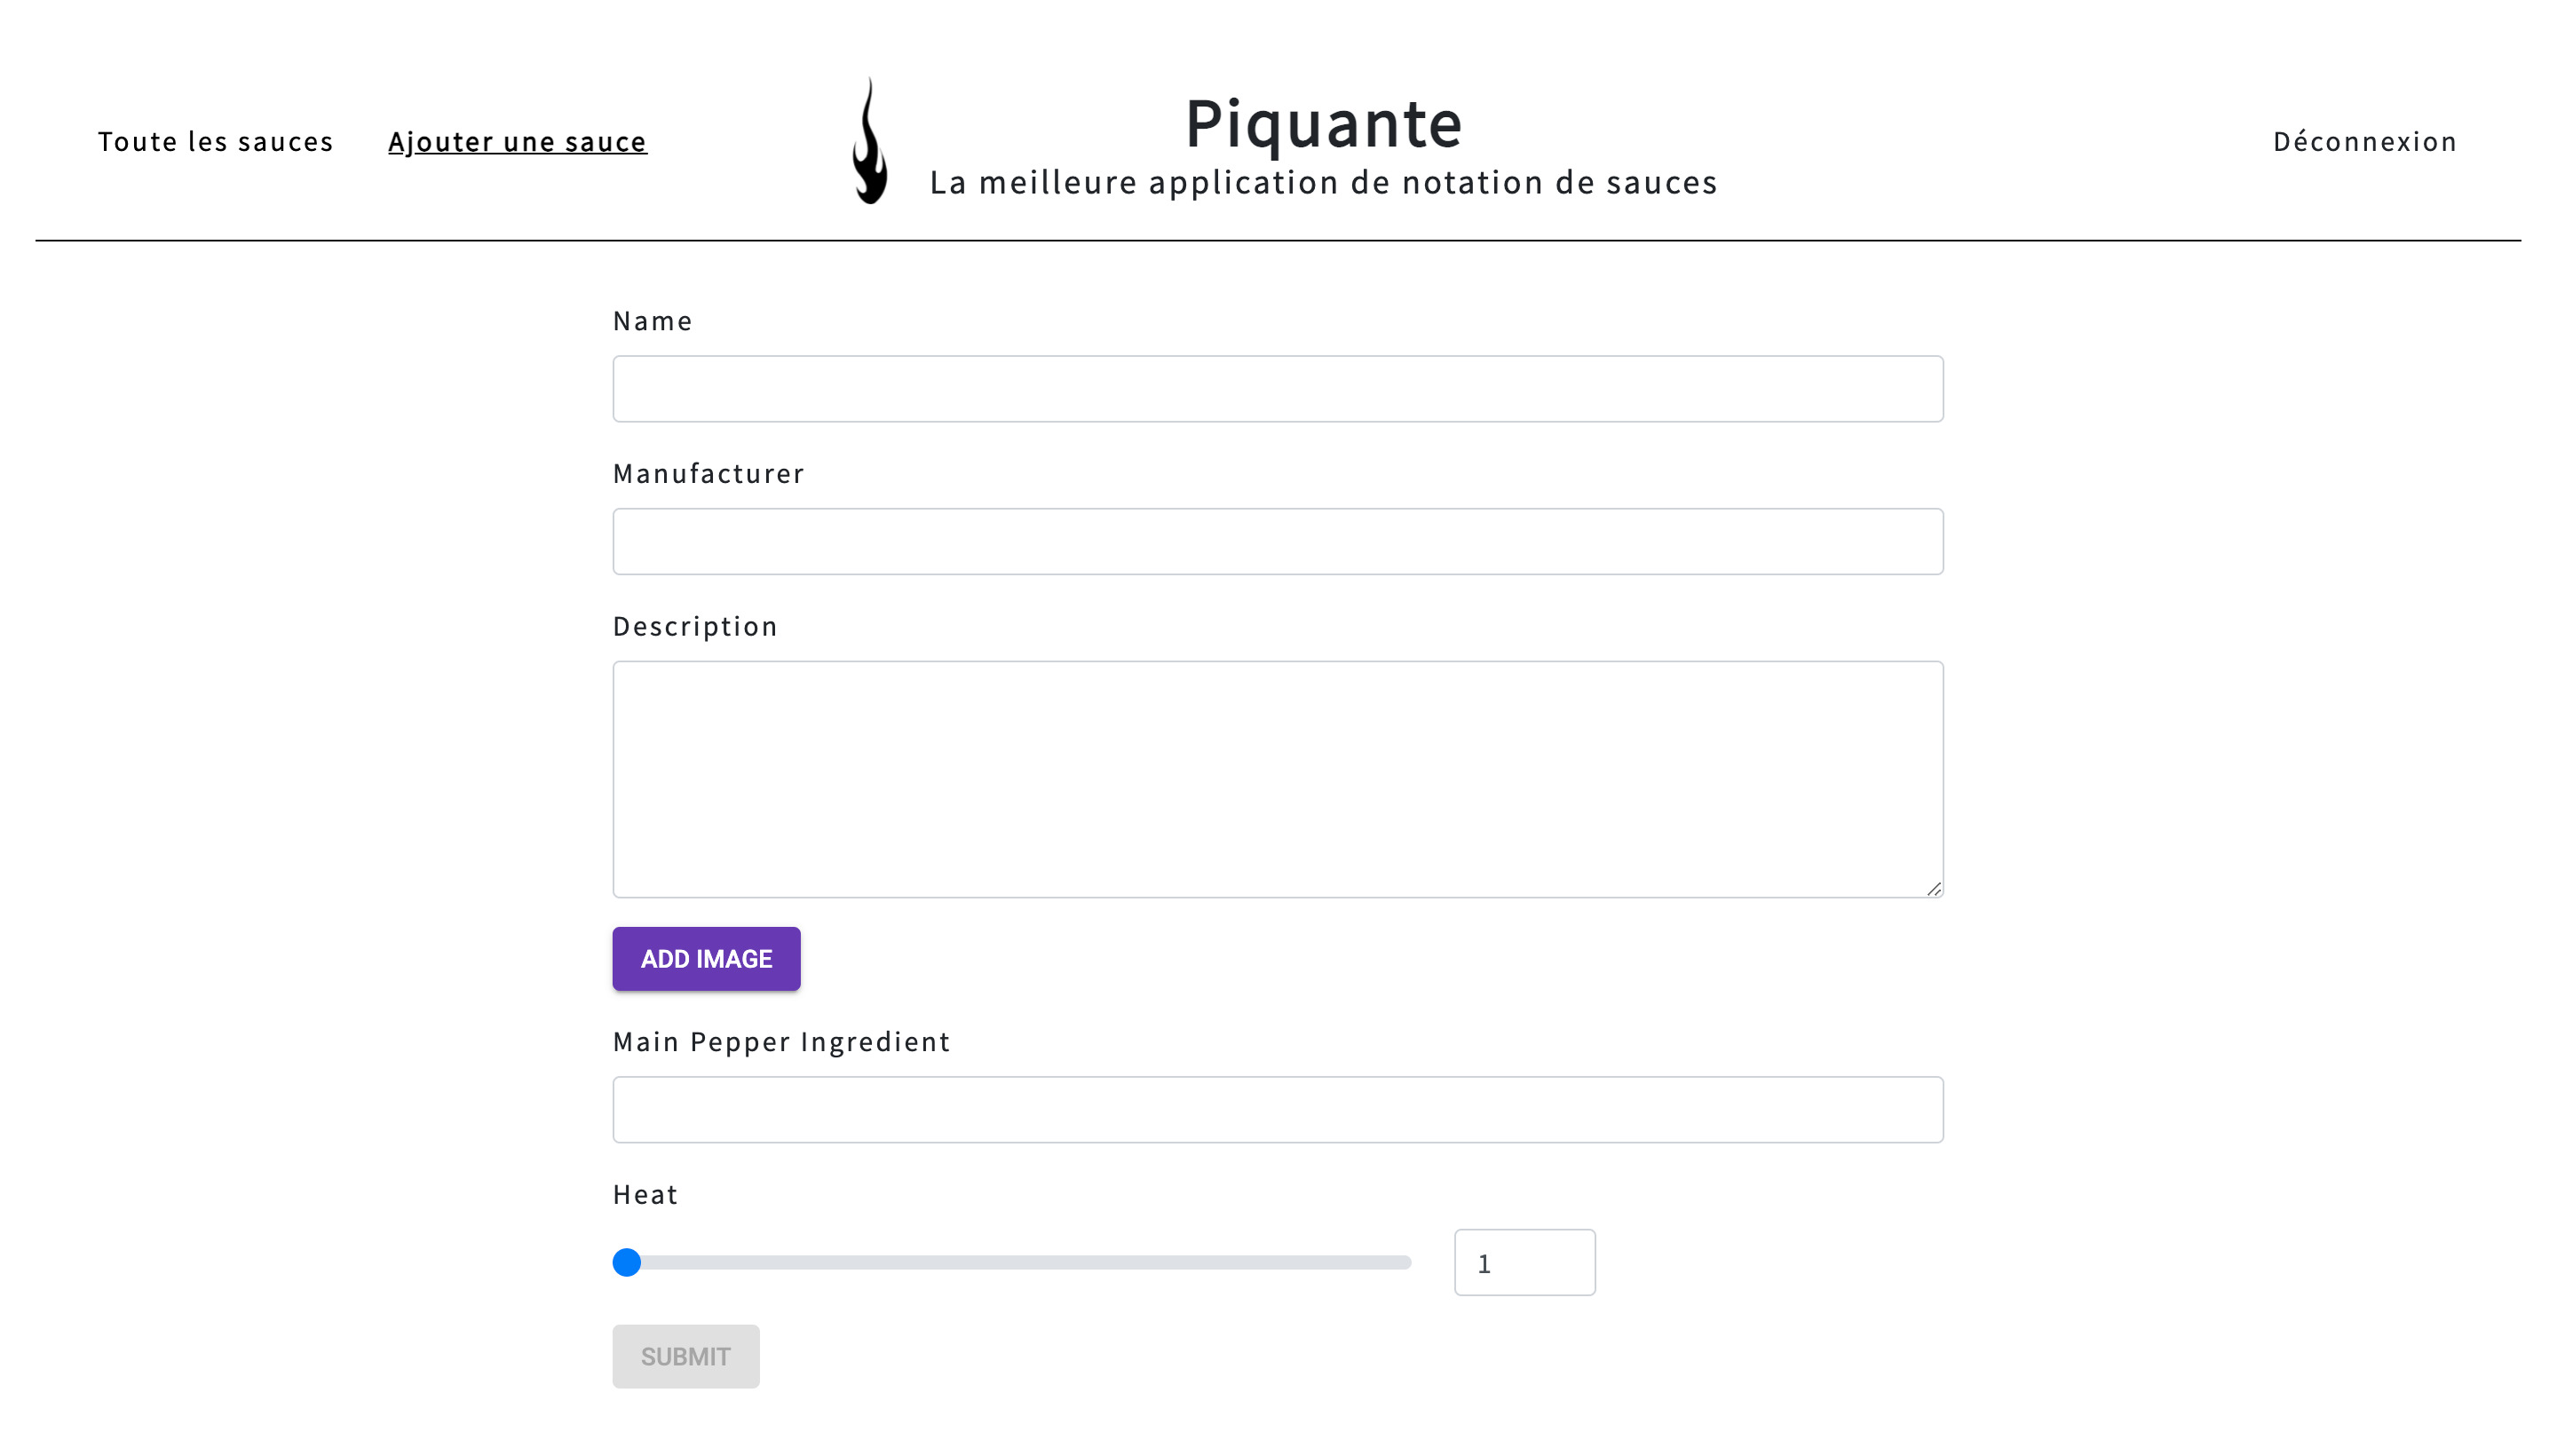 Toute les sauces
Ajouter une sauce
Piquante
La meilleure application de notation de sauces
Déconnexion
Name
Manufacturer
Description
ADD IMAGE
Main Pepper Ingredient
Heat
1
SUBMIT